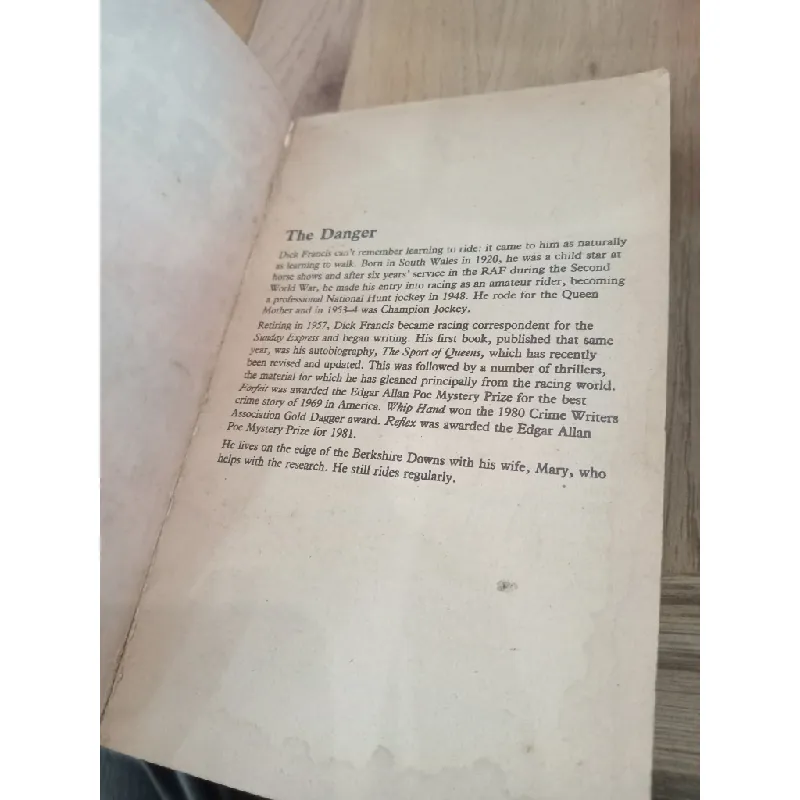 The Danger
Dick Francis can't remember learning to ride: it came to him as naturally
as learning to walk. Born in South Wales in 1920, he was a child star at
horse shows and after six years' service in the RAF during the Second
World War, he made his entry into racing as an amateur rider, becoming
a professional National Hunt jockey in 1948. He rode for the Queen
Mother and in 1953–4 was Champion Jockey.
Retiring in 1957, Dick Francis became racing correspondent for the
Sunday Express and began writing. His first book, published that same
year, was his autobiography, The Sport of Queens, which has recently
been revised and updated. This was followed by a number of thrillers,
the material for which he has gleaned principally from the racing world.
Forfeit was awarded the Edgar Allan Poe Mystery Prize for the best
crime story of 1969 in America. Whip Hand won the 1980 Crime Writers
Association Gold Dagger award. Reflex was awarded the Edgar Allan
Poe Mystery Prize for 1981.
He lives on the edge of the Berkshire Downs with his wife, Mary, who
helps with the research. He still rides regularly.